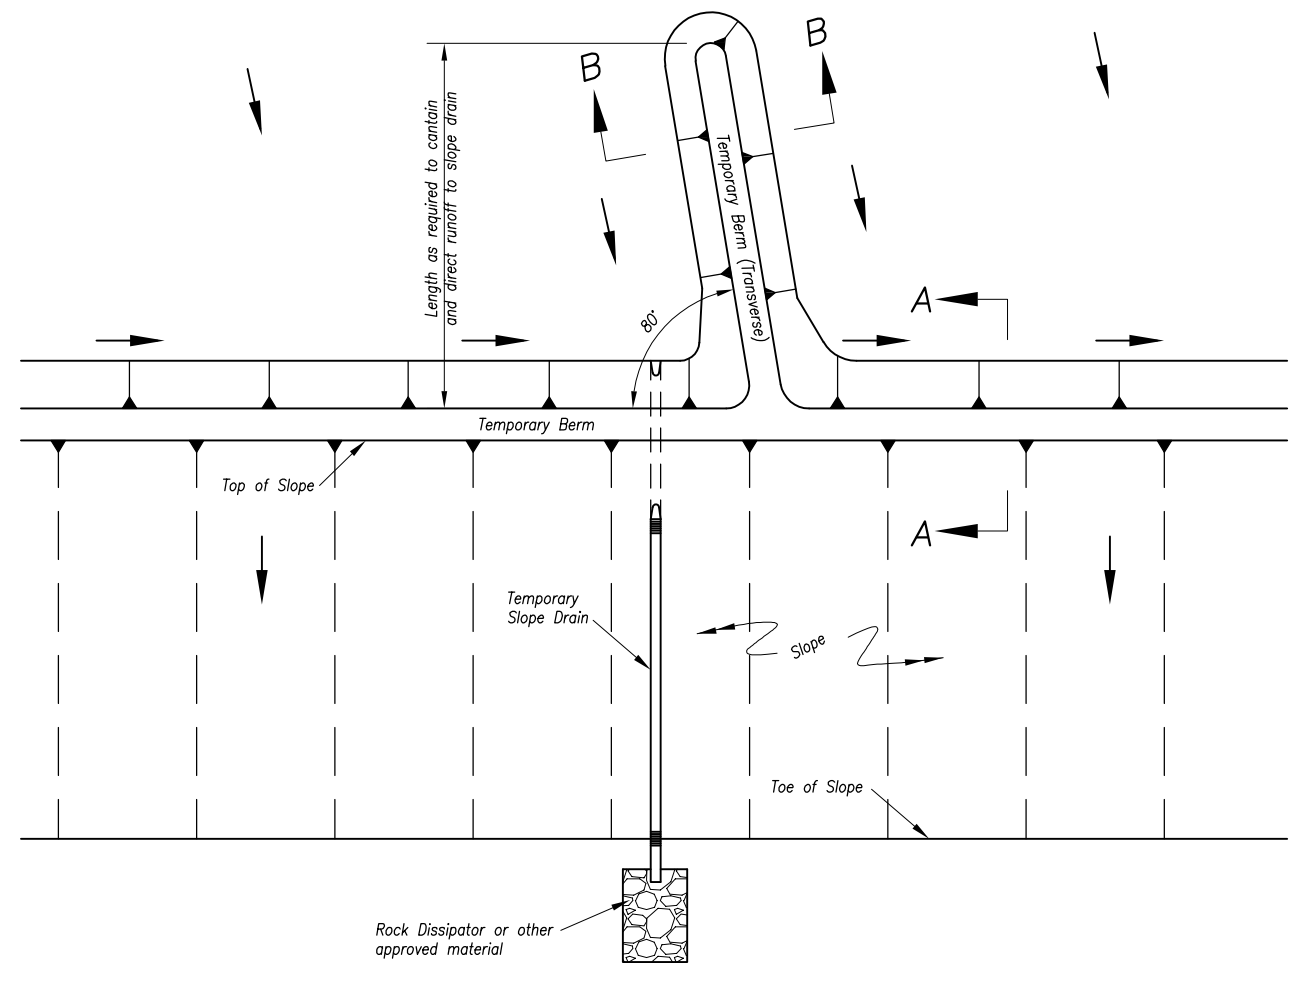 B
B
Length as required to cantain
and direct runoff to slope drain
Temporary Berm (Transverse)
80°
A
Temporary Berm
Top of Slope
A
Temporary
Slope Drain
Slope
Toe of Slope
Rock Dissipator or other
approved material